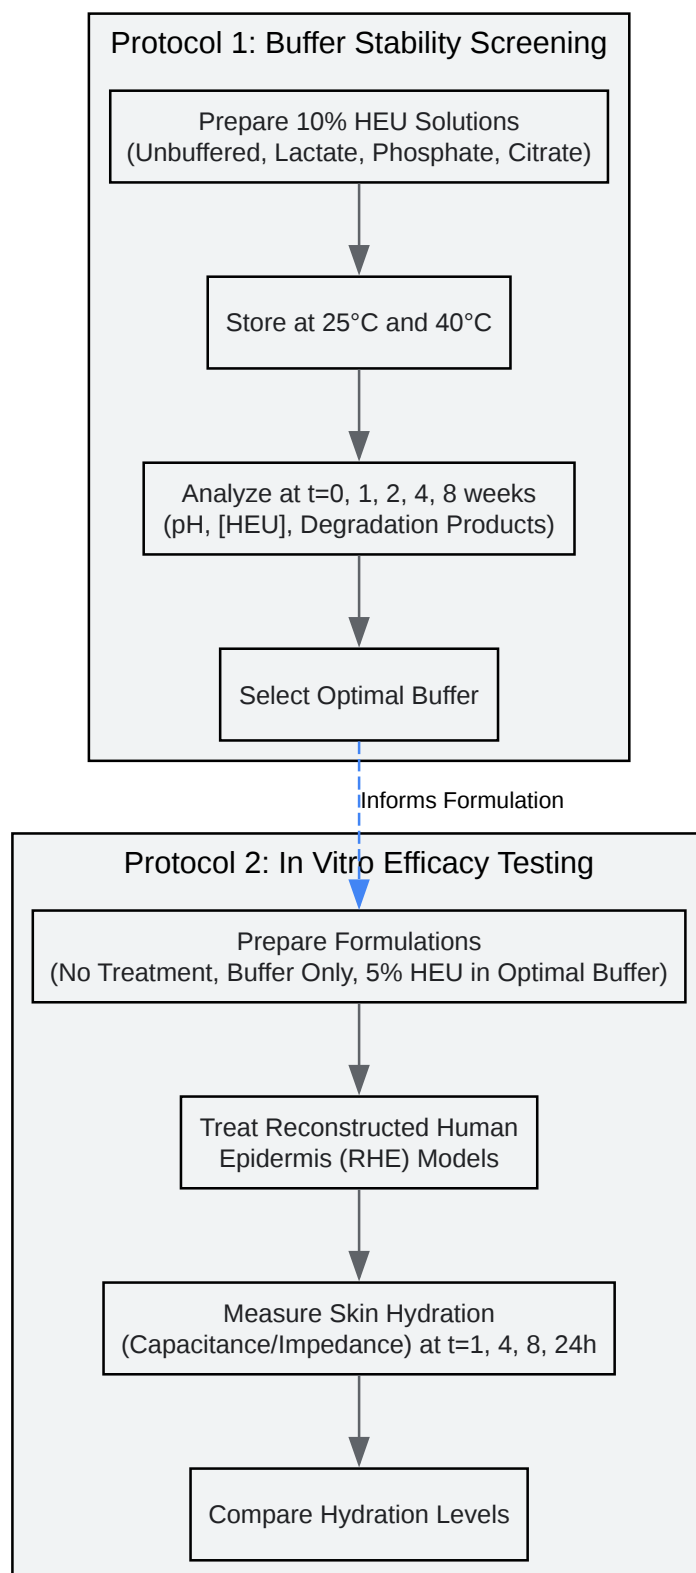 Protocol 1: Buffer Stability Screening
Prepare 10% HEU Solutions
(Unbuffered, Lactate, Phosphate, Citrate)
Store at 25°C and 40°C
Analyze at t=0, 1, 2, 4, 8 weeks
(pH, [HEU], Degradation Products)
Select Optimal Buffer
Informs Formulation
Protocol 2: In Vitro Efficacy Testing
Prepare Formulations
(No Treatment, Buffer Only, 5% HEU in Optimal Buffer)
Treat Reconstructed Human
Epidermis (RHE) Models
Measure Skin Hydration
(Capacitance/Impedance) at t=1, 4, 8, 24h
Compare Hydration Levels